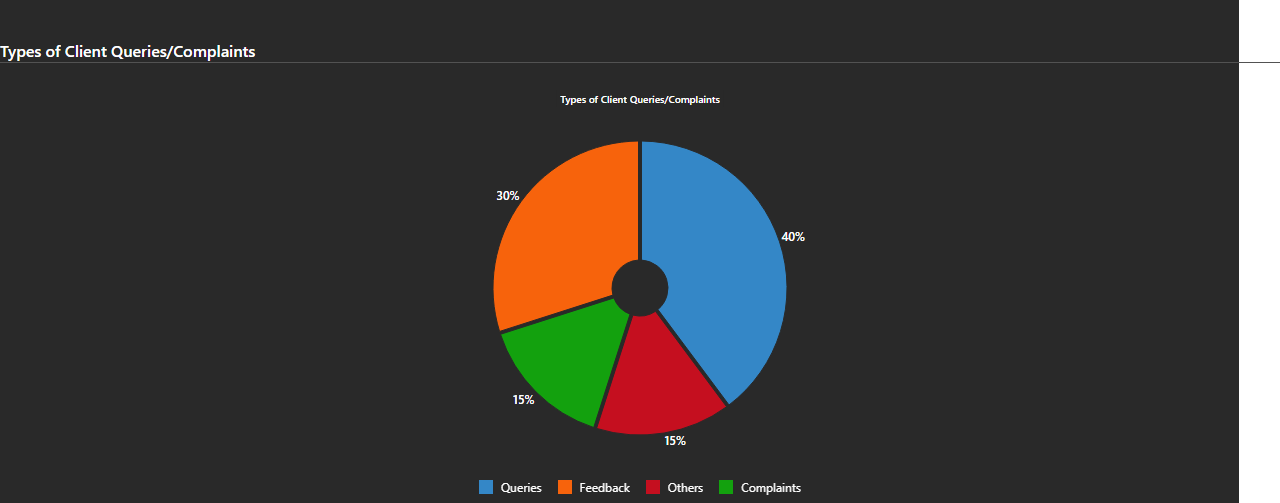 Types of Client Queries/Complaints
Types of Client Queries/Complaints
30%
40%
15%
15%
Queries Feedback Others Complaints